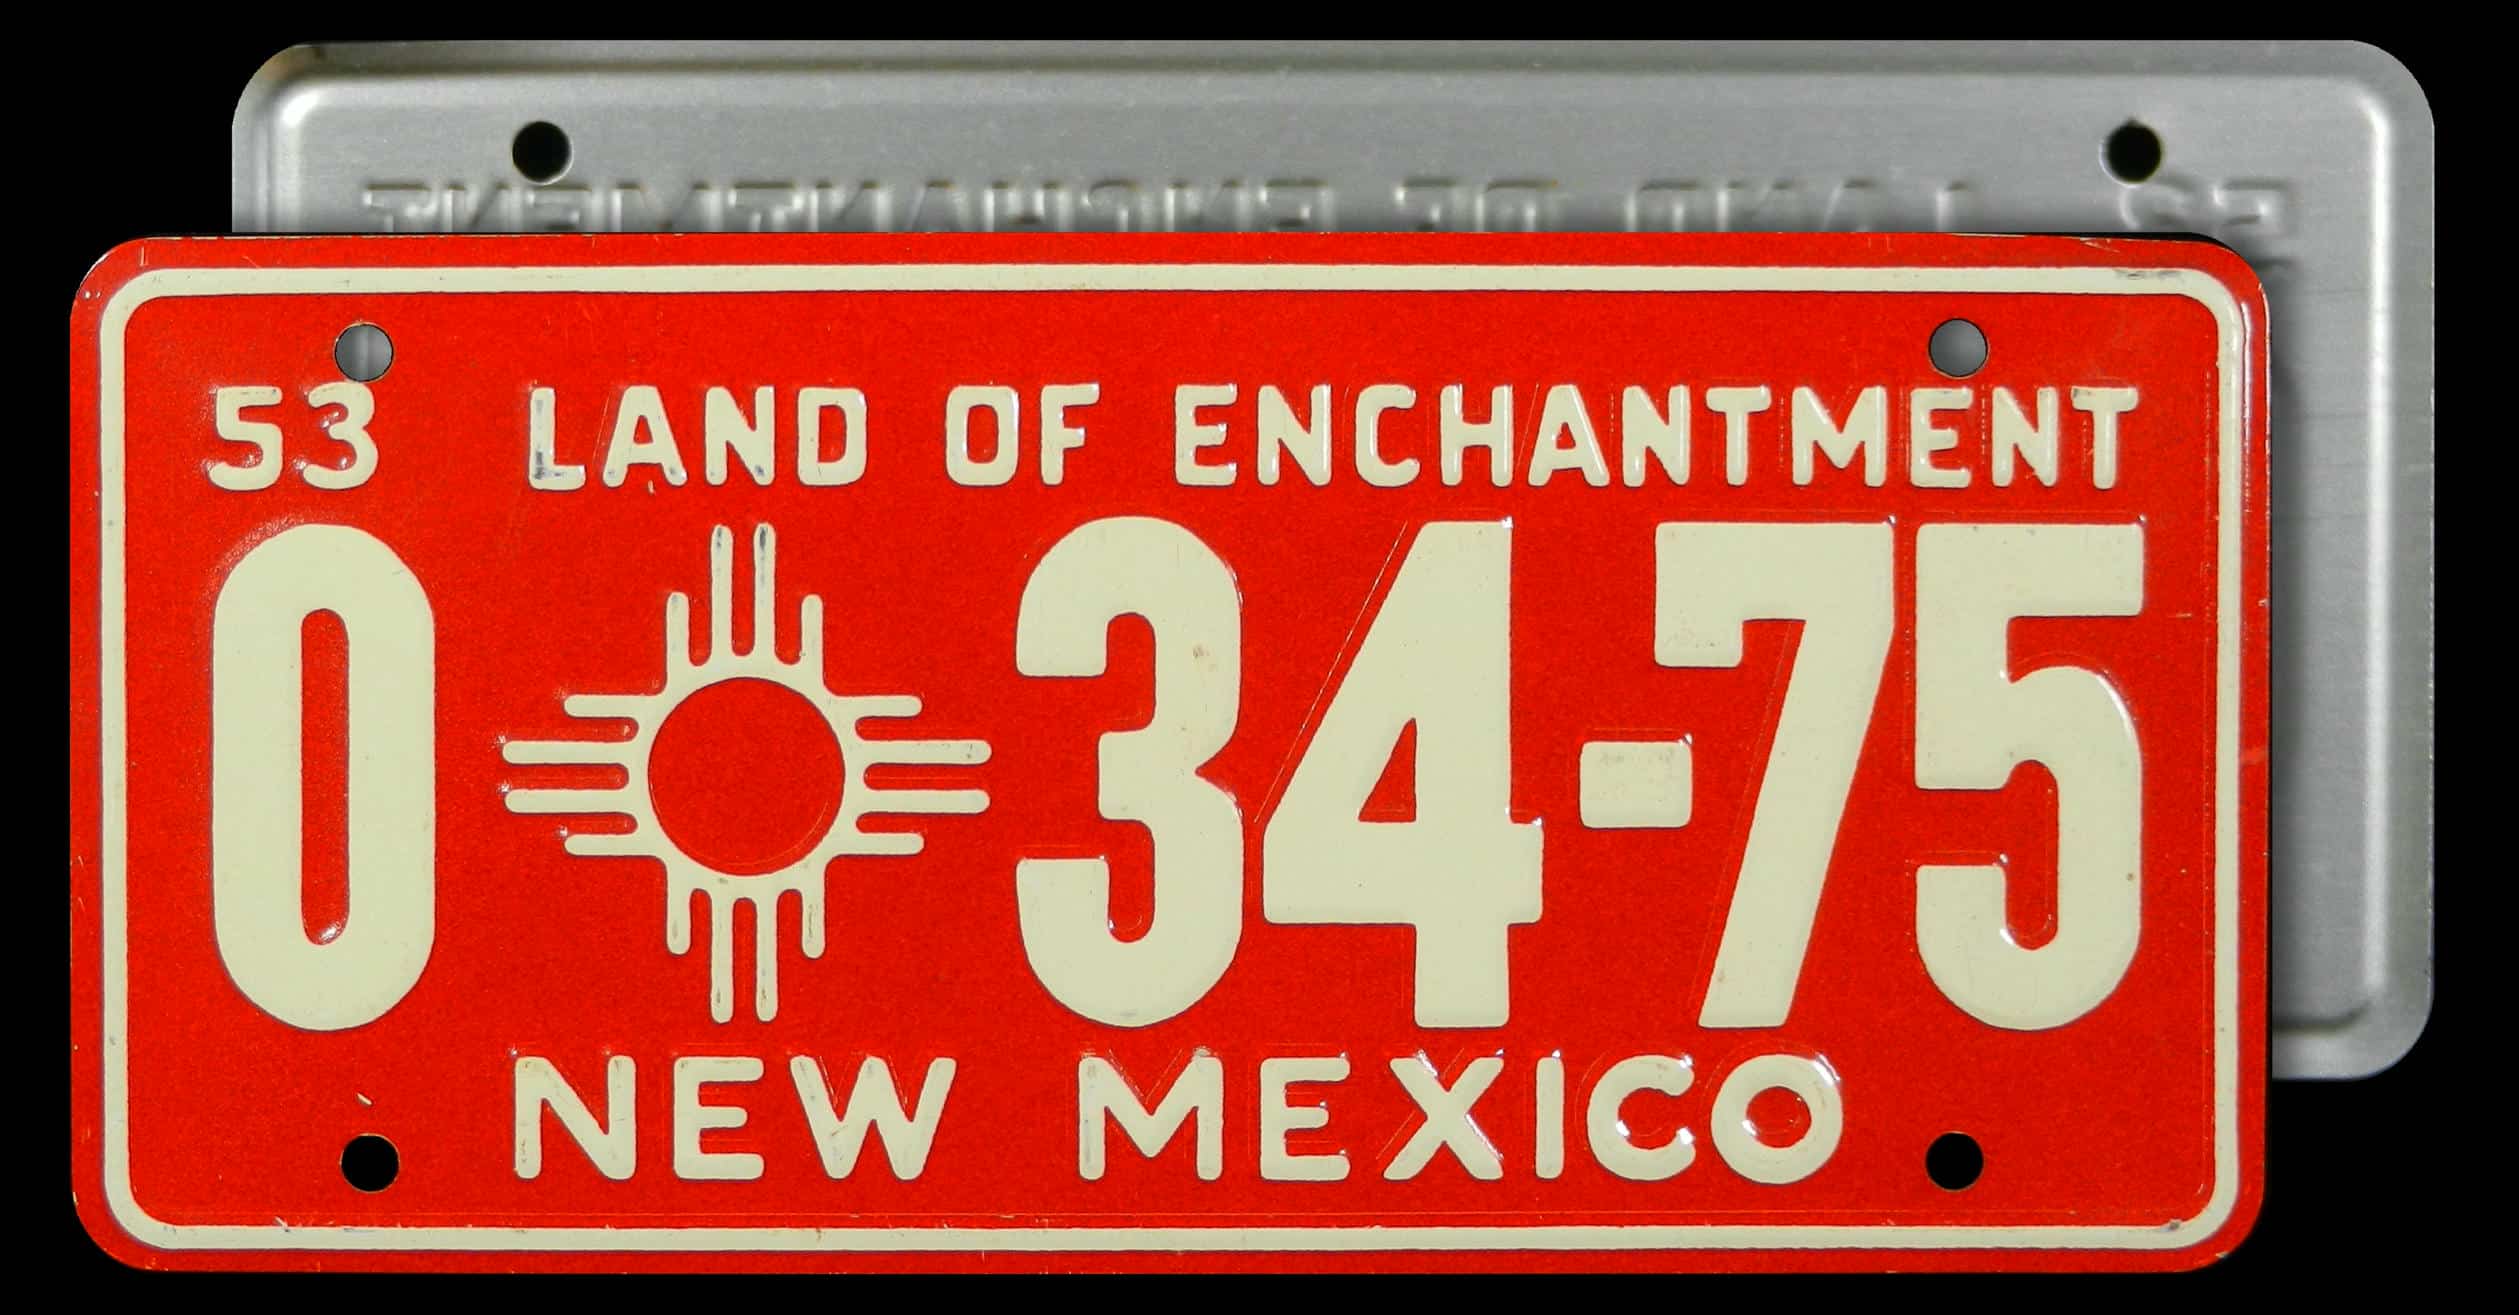 53 LAND OF ENCHANTMENT
0 34-75
NEW MEXICO